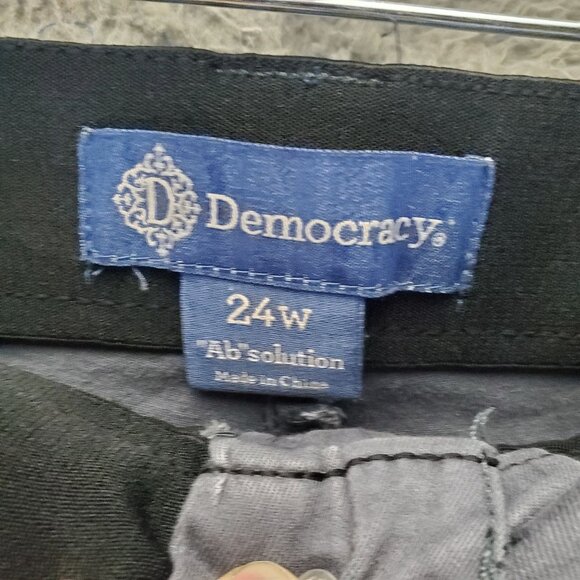 D Democracy®
24W
"Ab"solution
Made in China